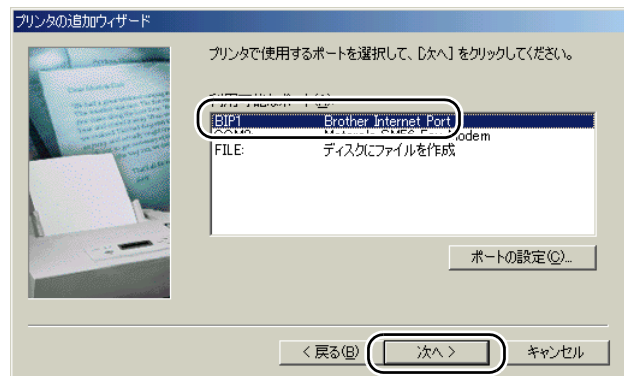 プリンタの追加ウィザード
プリンタで使用するポートを選択して、[次へ] をクリックしてください。
BIP1 Brother Internet Port
Modem
FILE: ディスクにファイルを作成
ポートの設定(C)...
< 戻る(B) 次へ > キャンセル